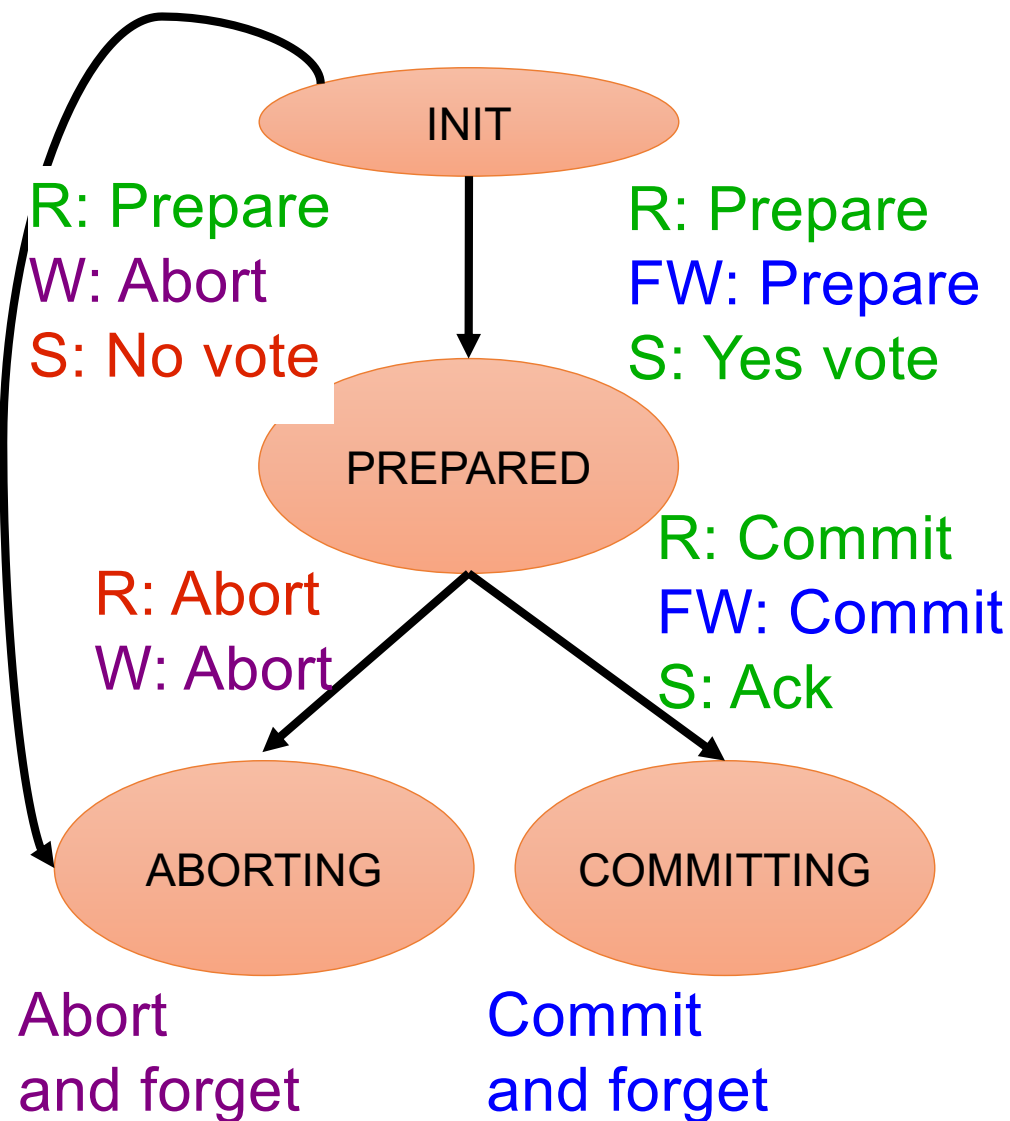 INIT
R: Prepare
W: Abort
S: No vote
R: Prepare
FW: Prepare
S: Yes vote
PREPARED
R: Abort
W: Abort
R: Commit
FW: Commit
S: Ack
ABORTING
COMMITTING
Abort
and forget
Commit
and forget